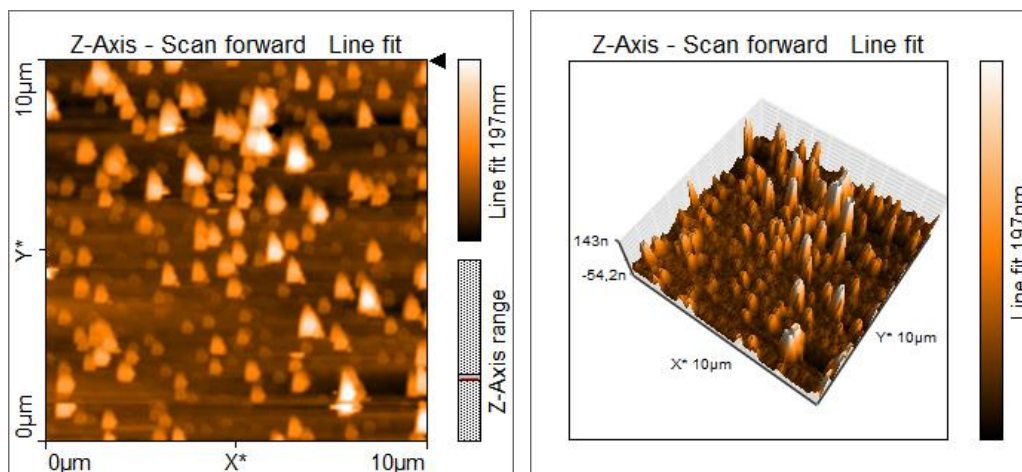 Z-Axis - Scan forward Line fit
10µm
Y*
0µm
0µm X* 10µm
Line fit 197nm
Z-Axis range
Z-Axis - Scan forward Line fit
143n
-54,2n
X* 10µm
Y* 10µm
Line fit 197nm